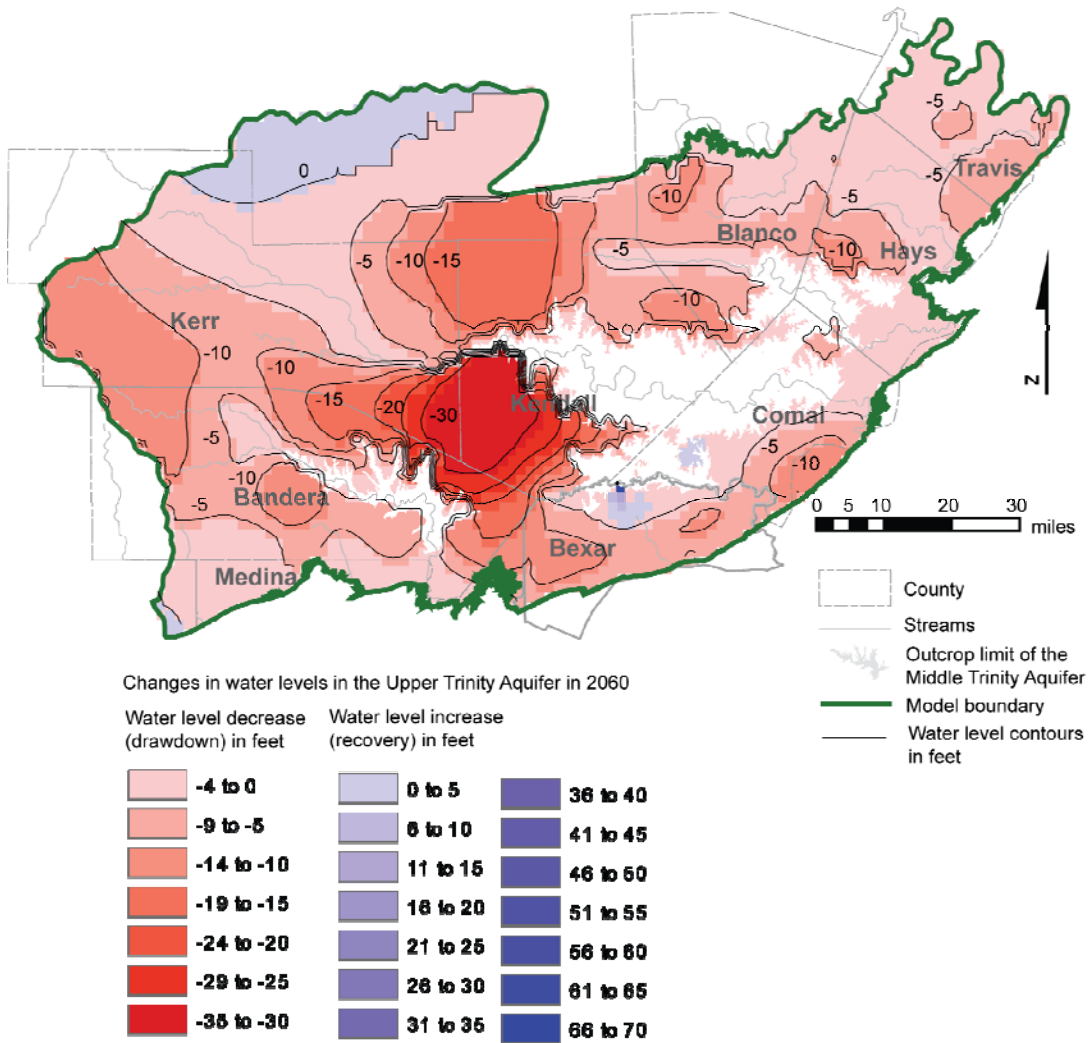 -5
-5
Travis
-5
0
-10
-5
Blanco
-10
Hays
-5
-10
-15
-5
-10
Kerr
-10
-10
-15
-20
-30
Kendall
Comal
-5
-5
-10
-10
Bandera
-5
Bexar
Medina
N
0 5 10 20 30
miles
County
Streams
Outcrop limit of the
Middle Trinity Aquifer
Model boundary
Water level contours
in feet
Changes in water levels in the Upper Trinity Aquifer in 2060
Water level decrease
(drawdown) in feet
-4 to 0
-9 to -5
-14 to -10
-19 to -15
-24 to -20
-29 to -25
-35 to -30
Water level increase
(recovery) in feet
0 to 5
6 to 10
11 to 15
16 to 20
21 to 25
26 to 30
31 to 35
36 to 40
41 to 45
46 to 50
51 to 55
56 to 60
61 to 65
66 to 70